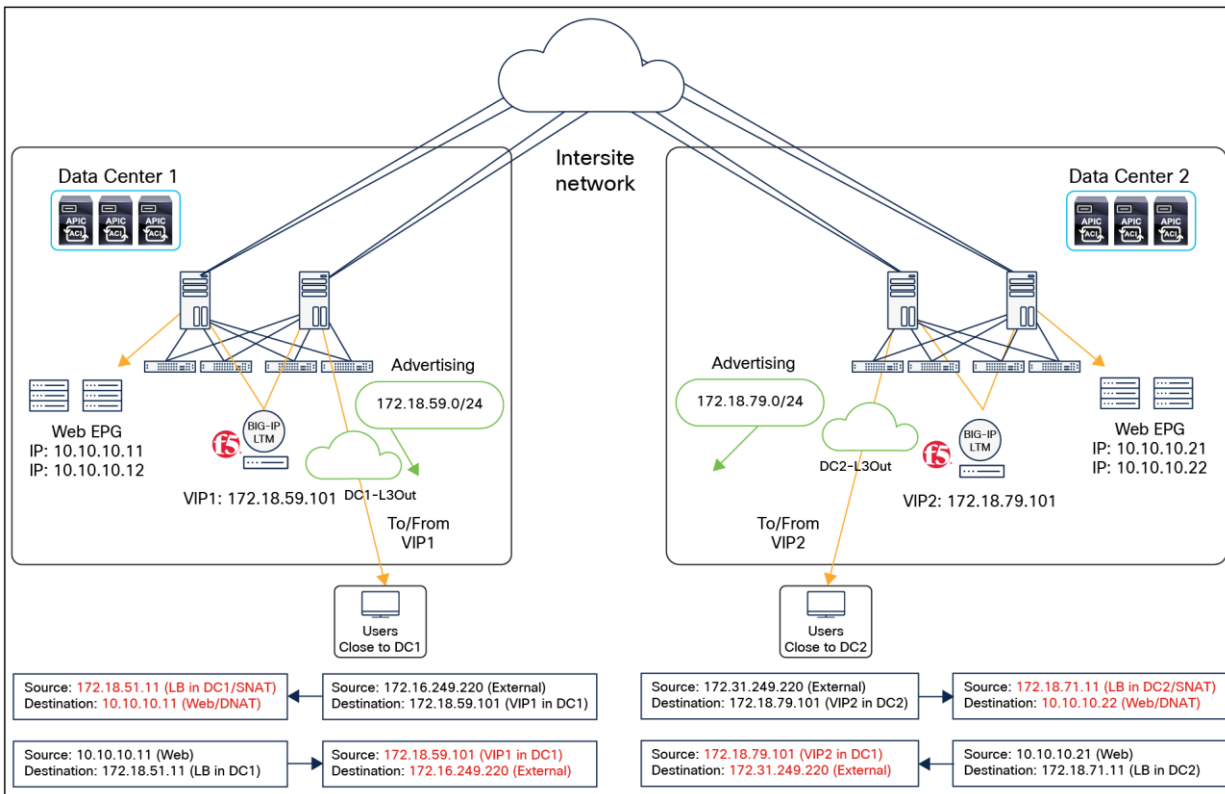 Intersite
network
Data Center 1
APIC
APIC
APIC
ACI
ACI
ACI
Advertising
172.18.59.0/24
Web EPG
IP: 10.10.10.11
IP: 10.10.10.12
f5
BIG-IP
LTM
VIP1: 172.18.59.101
DC1-L3Out
To/From
VIP1
Users
Close to DC1
Data Center 2
APIC
APIC
APIC
ACI
ACI
ACI
Advertising
172.18.79.0/24
DC2-L3Out
f5
BIG-IP
LTM
VIP2: 172.18.79.101
Web EPG
IP: 10.10.10.21
IP: 10.10.10.22
To/From
VIP2
Users
Close to DC2
Source: 172.18.51.11 (LB in DC1/SNAT)
Destination: 10.10.10.11 (Web/DNAT)
Source: 172.16.249.220 (External)
Destination: 172.18.59.101 (VIP1 in DC1)
Source: 172.31.249.220 (External)
Destination: 172.18.79.101 (VIP2 in DC2)
Source: 172.18.71.11 (LB in DC2/SNAT)
Destination: 10.10.10.22 (Web/DNAT)
Source: 10.10.10.11 (Web)
Destination: 172.18.51.11 (LB in DC1)
Source: 172.18.59.101 (VIP1 in DC1)
Destination: 172.16.249.220 (External)
Source: 172.18.79.101 (VIP2 in DC1)
Destination: 172.31.249.220 (External)
Source: 10.10.10.21 (Web)
Destination: 172.18.71.11 (LB in DC2)